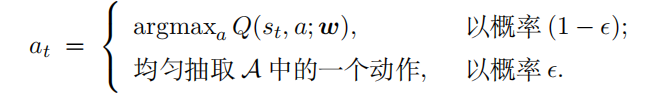 a_t = { argmax_a Q(s_t, a; w), 以概率 (1 − ϵ);
均匀抽取 A 中的一个动作, 以概率 ϵ.